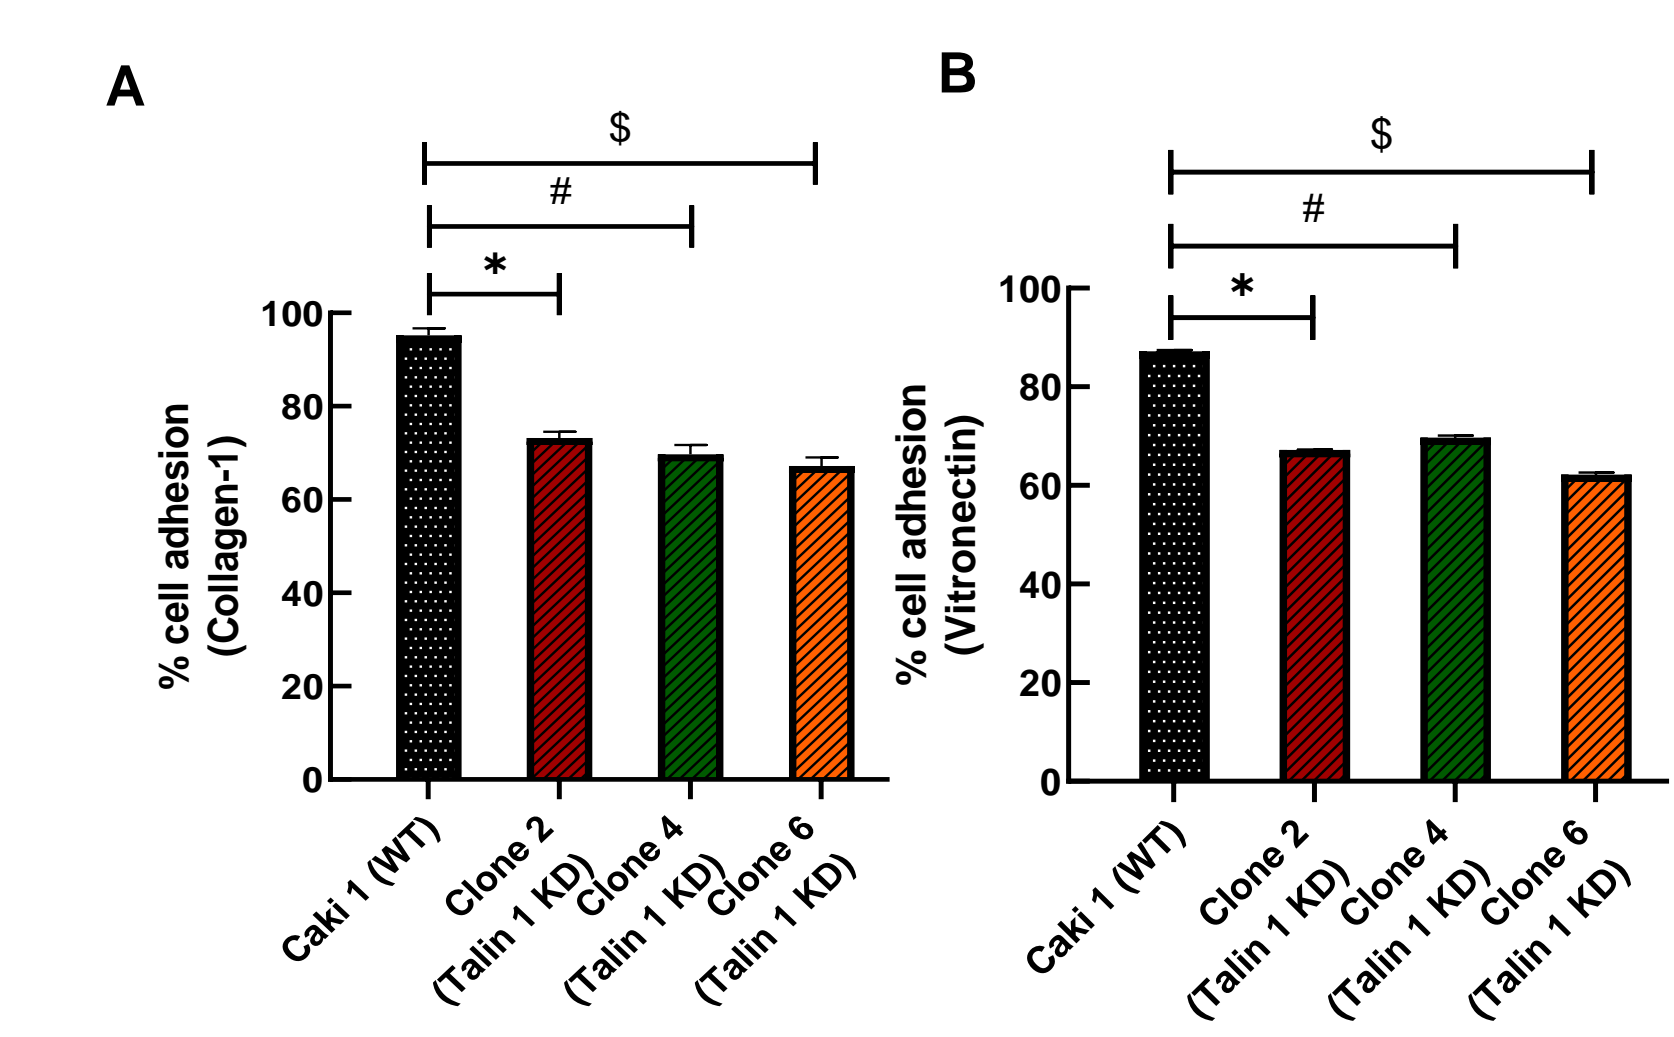 A
$
#
*
100
80
60
40
20
0
% cell adhesion
(Collagen-1)
Caki 1 (WT)
Clone 2
(Talin 1 KD)
Clone 4
(Talin 1 KD)
Clone 6
(Talin 1 KD)
B
$
#
*
100
80
60
40
20
0
% cell adhesion
(Vitronectin)
Caki 1 (WT)
Clone 2
(Talin 1 KD)
Clone 4
(Talin 1 KD)
Clone 6
(Talin 1 KD)